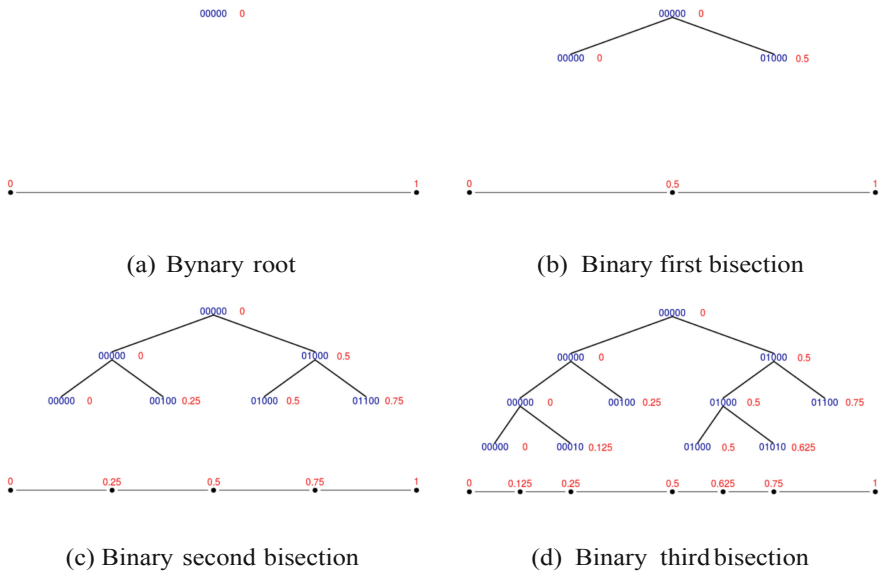 00000 0
0 1
(a) Bynary root
00000 0
00000 0 01000 0.5
0 0.5 1
(b) Binary first bisection
00000 0
00000 0 01000 0.5
00000 0 00100 0.25 01000 0.5 01100 0.75
0 0.25 0.5 0.75 1
(c) Binary second bisection
00000 0
00000 0 01000 0.5
00000 0 00100 0.25 01000 0.5 01100 0.75
00000 0 00010 0.125 01000 0.5 01010 0.625
0 0.125 0.25 0.5 0.625 0.75 1
(d) Binary third bisection